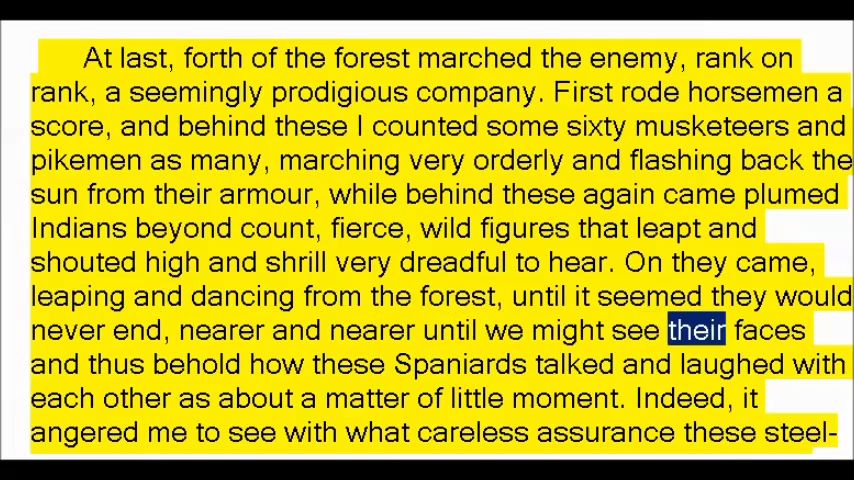 At last, forth of the forest marched the enemy, rank on
rank, a seemingly prodigious company. First rode horsemen a
score, and behind these I counted some sixty musketeers and
pikemen as many, marching very orderly and flashing back the
sun from their armour, while behind these again came plumed
Indians beyond count, fierce, wild figures that leapt and
shouted high and shrill very dreadful to hear. On they came,
leaping and dancing from the forest, until it seemed they would
never end, nearer and nearer until we might see their faces
and thus behold how these Spaniards talked and laughed with
each other as about a matter of little moment. Indeed, it
angered me to see with what careless assurance these steel-